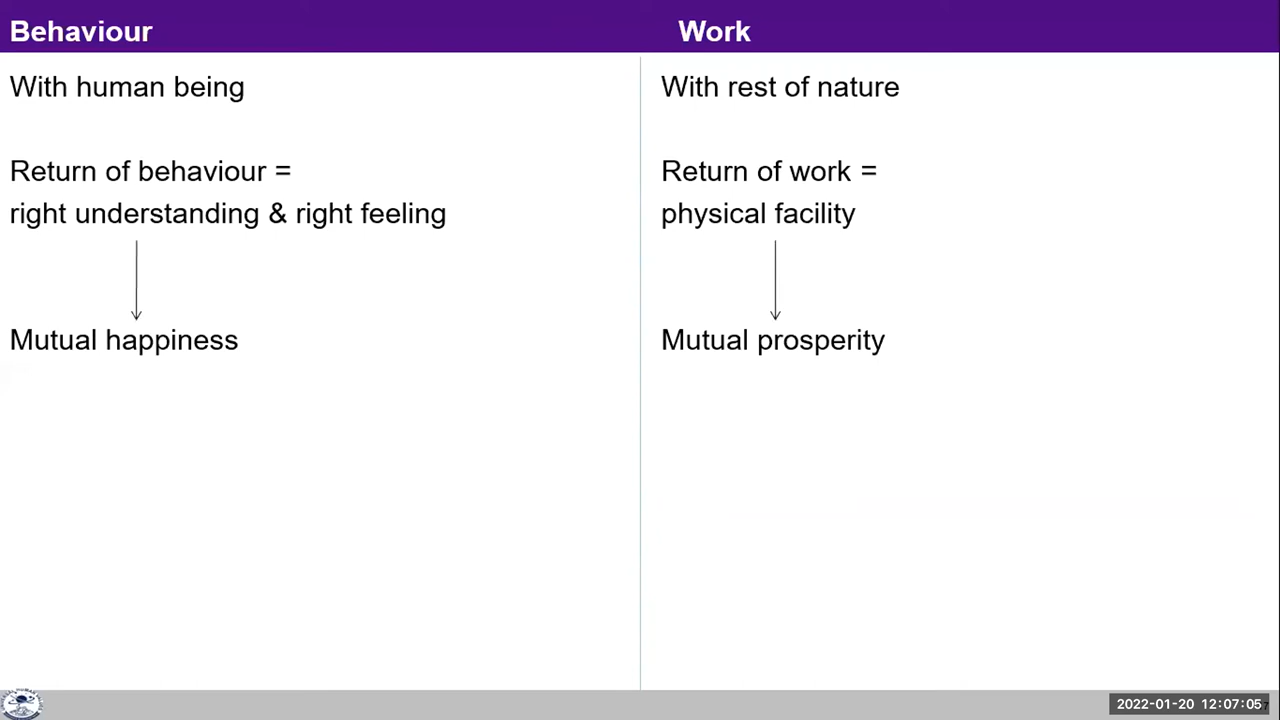 Behaviour
Work
With human being
With rest of nature
Return of behaviour =
right understanding & right feeling
Return of work =
physical facility
Mutual happiness
Mutual prosperity
2022-01-20 12:07:05